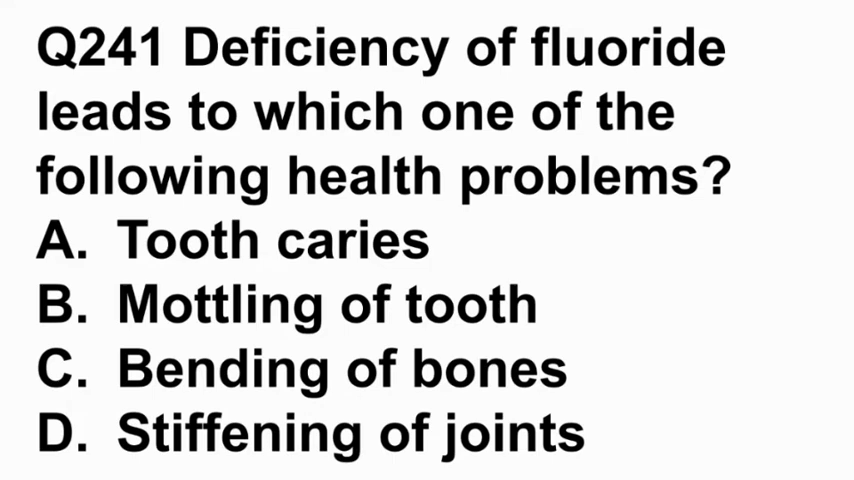 Q241 Deficiency of fluoride
leads to which one of the
following health problems?
A. Tooth caries
B. Mottling of tooth
C. Bending of bones
D. Stiffening of joints